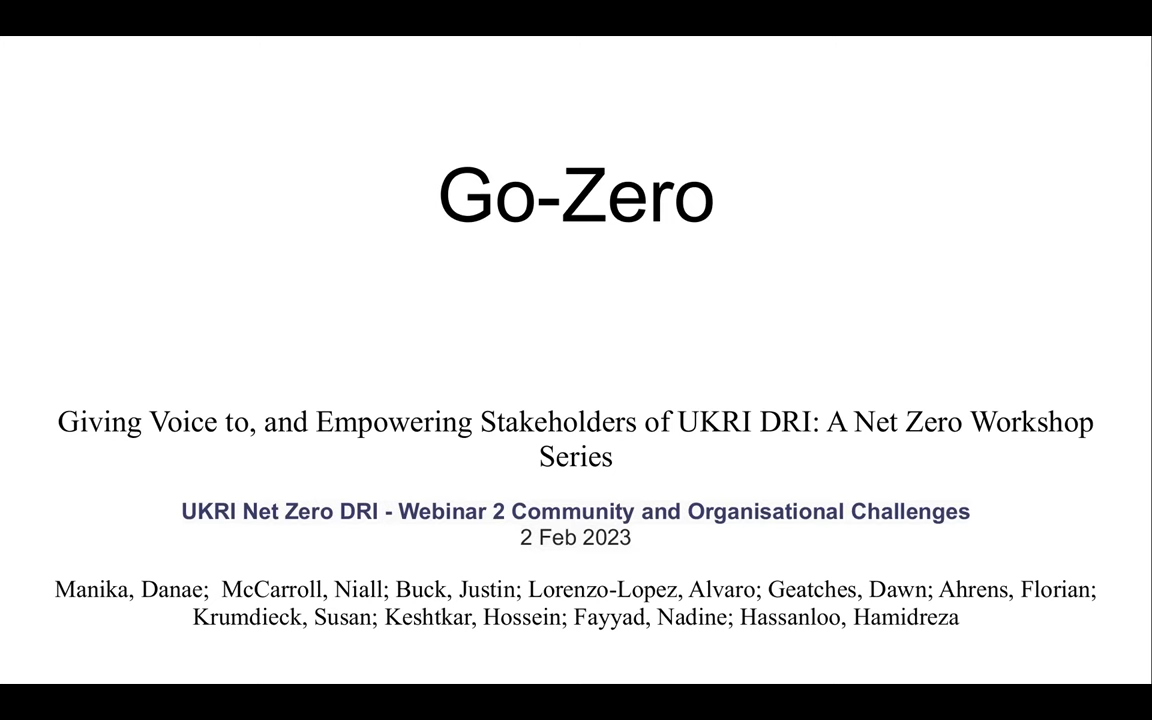 Go-Zero
Giving Voice to, and Empowering Stakeholders of UKRI DRI: A Net Zero Workshop
Series
UKRI Net Zero DRI - Webinar 2 Community and Organisational Challenges
2 Feb 2023
Manika, Danae;  McCarroll, Niall; Buck, Justin; Lorenzo-Lopez, Alvaro; Geatches, Dawn; Ahrens, Florian;
Krumdieck, Susan; Keshtkar, Hossein; Fayyad, Nadine; Hassanloo, Hamidreza